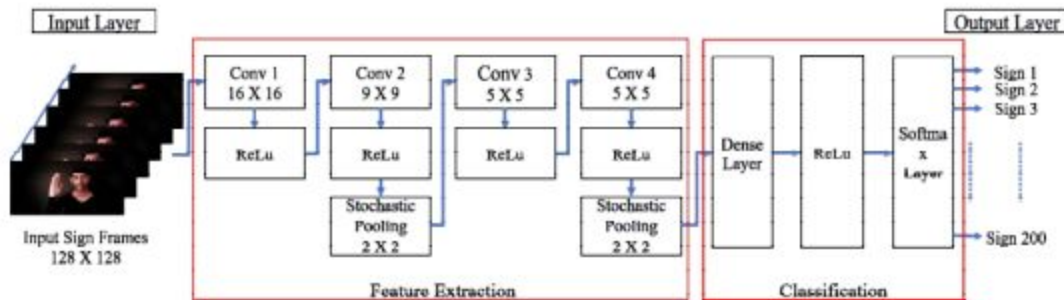 Input Layer
Output Layer
Conv 1
16 X 16
Conv 2
9 X 9
Conv 3
5 X 5
Conv 4
5 X 5
ReLu
ReLu
ReLu
ReLu
Stochastic
Pooling
2 X 2
Stochastic
Pooling
2 X 2
Dense
Layer
ReLu
Softma
x
Layer
Sign 1
Sign 2
Sign 3
Sign 200
Input Sign Frames
128 X 128
Feature Extraction
Classification